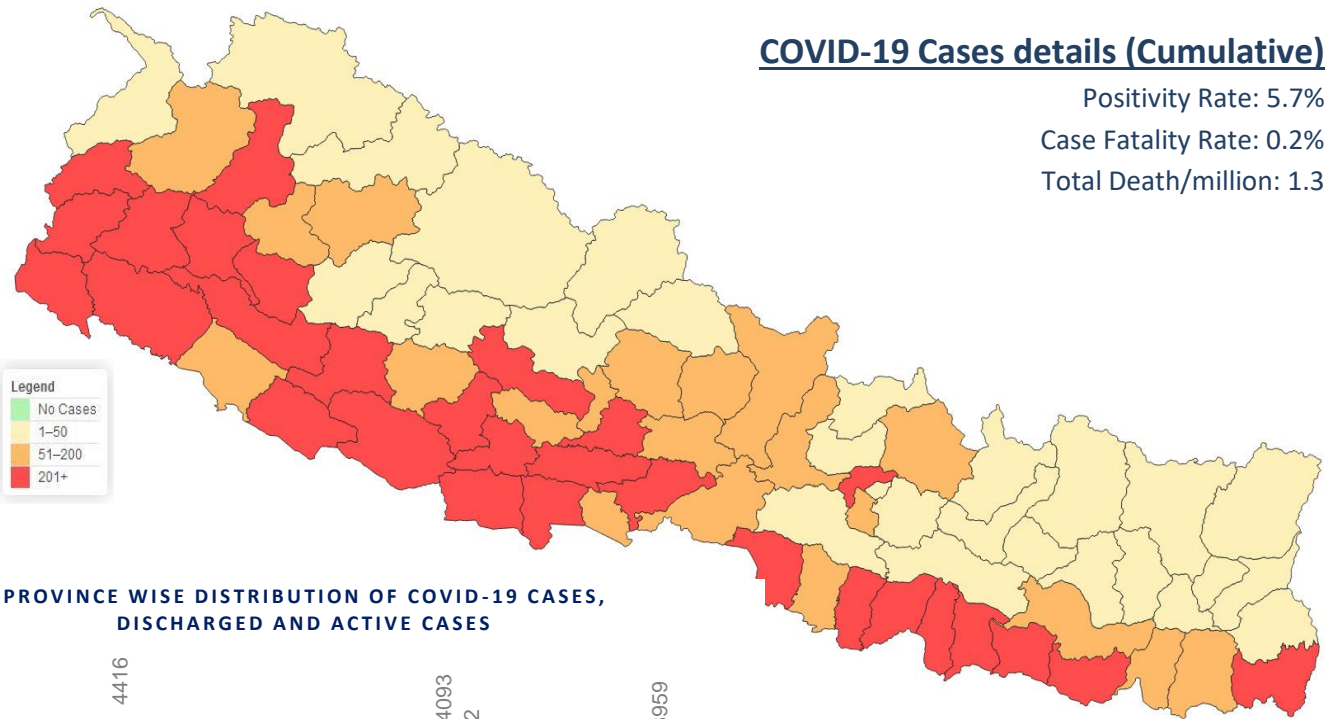 COVID-19 Cases details (Cumulative)
Positivity Rate: 5.7%
Case Fatality Rate: 0.2%
Total Death/million: 1.3
Legend
No Cases
1–50
51–200
201+
PROVINCE WISE DISTRIBUTION OF COVID-19 CASES,
DISCHARGED AND ACTIVE CASES
4416